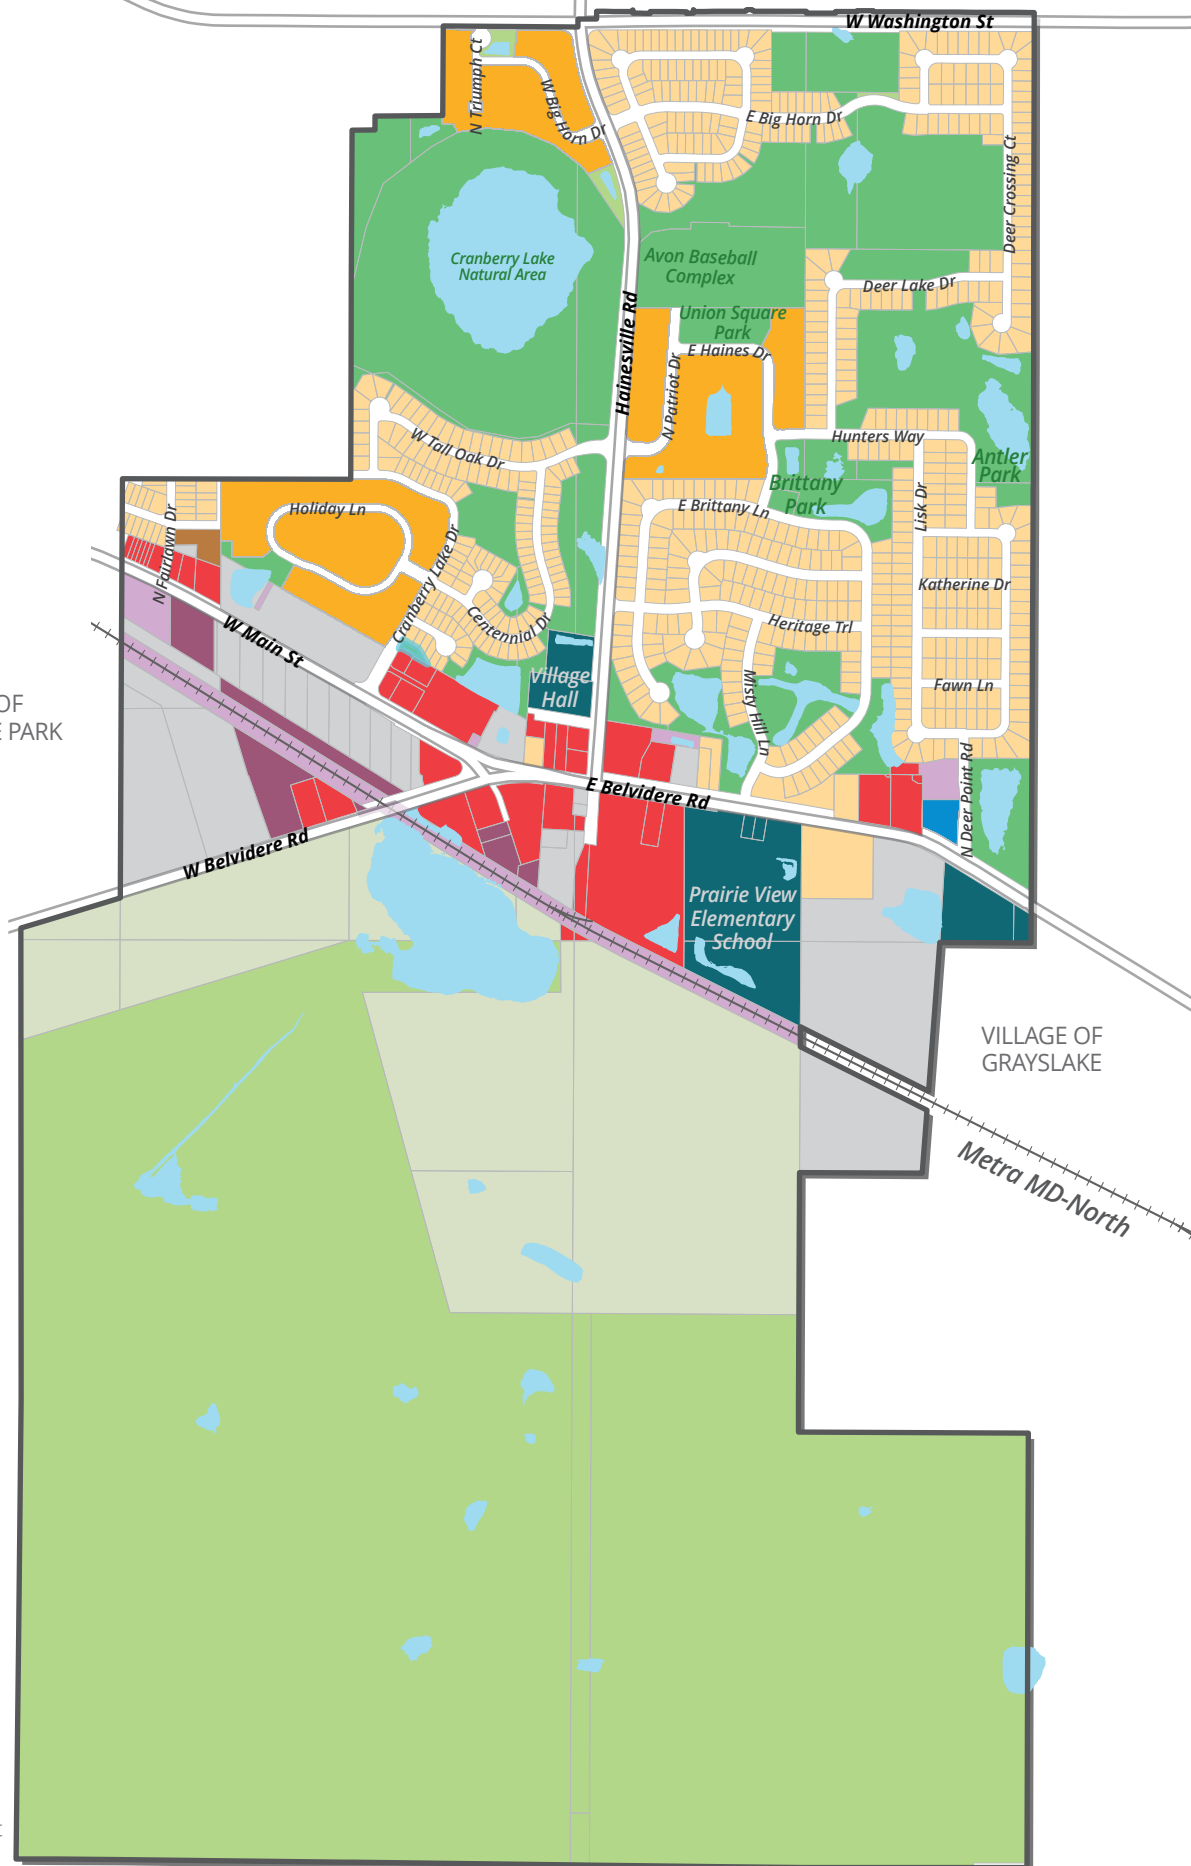 W Washington St
N Triumph Ct
W Big Horn Dr
E Big Horn Dr
Deer Crossing Ct
Cranberry Lake
Natural Area
Avon Baseball
Complex
Deer Lake Dr
Hainesville Rd
Union Square
Park
E Haines Dr
N Patriot Dr
W Tall Oak Dr
Hunters Way
Antler
Park
Brittany
Park
Lisk Dr
Holiday Ln
E Brittany Ln
N Fairlawn Dr
Cranberry Lake Dr
Katherine Dr
Centennial Dr
Heritage Trl
W Main St
Village
Hall
Misty Hill Ln
Fawn Ln
OF
E PARK
N Deer Point Rd
E Belvidere Rd
W Belvidere Rd
Prairie View
Elementary
School
VILLAGE OF
GRAYSLAKE
Metra MD-North